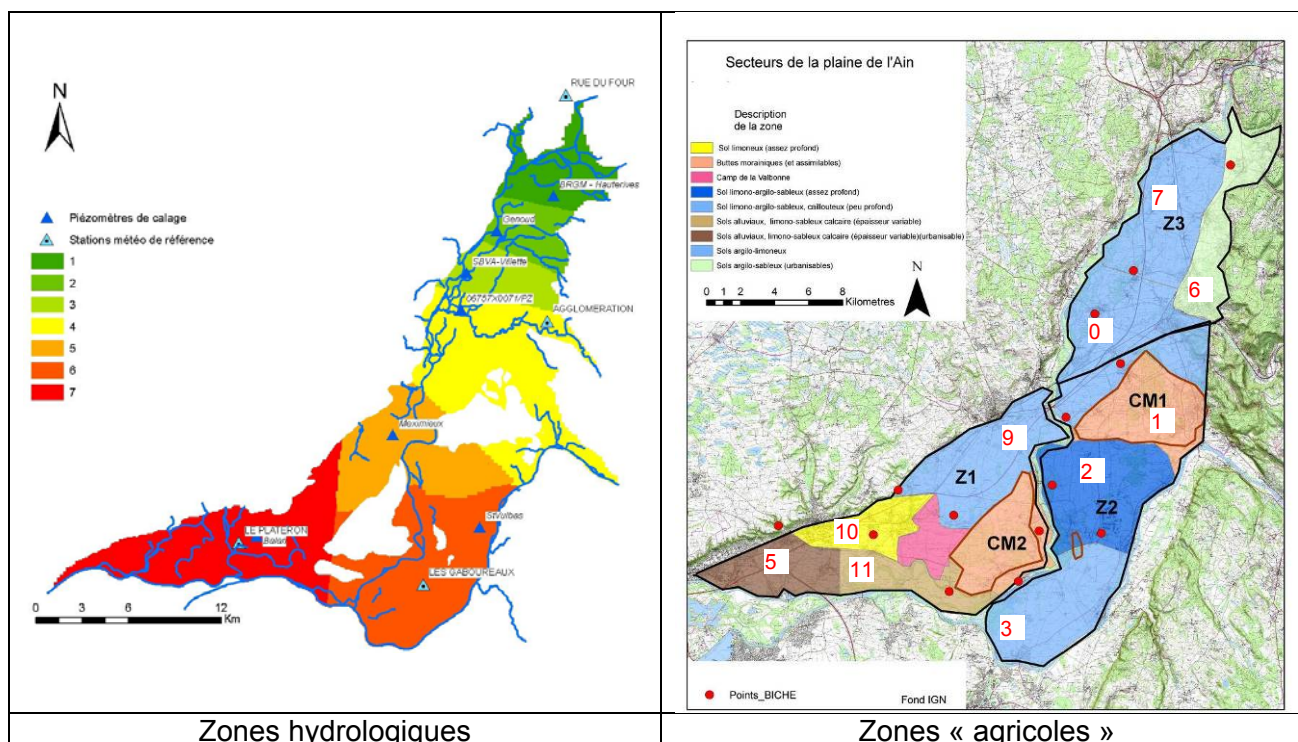 N
RUE DU FOUR
BRGM - Hauterives
Piézomètres de calage
Genoud
Stations météo de référence
1
2
3
4
5
6
7
SBVA-Villette
06757X0071/PZ
AGGLOMERATION
Meximieux
StVulbas
LE PLATERON
Balan
LES GABOUREAUX
0 3 6 12
Km
Zones hydrologiques
Secteurs de la plaine de l'Ain
Description
de la zone
Sol limoneux (assez profond)
Buttes morainiques (et assimilables)
Camp de la Valbonne
Sol limono-argilo-sableux (assez profond)
Sol limono-argilo-sableux, caillouteux (peu profond)
Sols alluviaux, limono-sableux calcaire (épaisseur variable)
Sols alluviaux, limono-sableux calcaire (épaisseur variable)(urbanisable)
Sols argilo-limoneux
Sols argilo-sableux (urbanisables)
N
0 1 2 4 6 8
Kilometres
7
Z3
6
0
CM1
1
9
2
Z1
Z2
10
CM2
5
11
3
Points_BICHE
Fond IGN
Zones « agricoles »